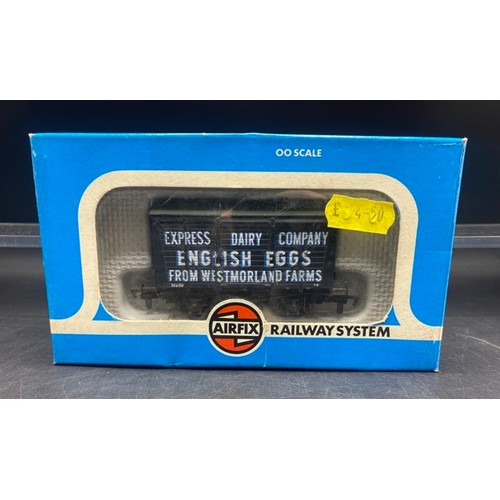 OO SCALE
EXPRESS DAIRY COMPANY
ENGLISH EGGS
FROM WESTMORLAND FARMS
AIRFIX
RAILWAY SYSTEM